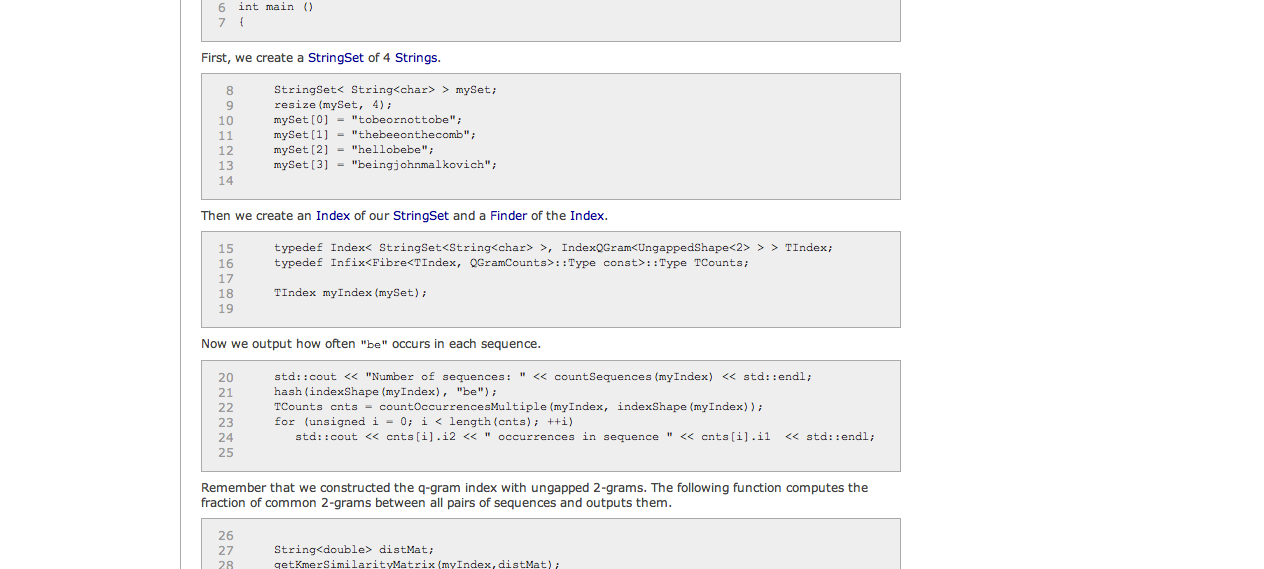 6 int main ()
7 {
First, we create a StringSet of 4 Strings.
8 StringSet< String<char> > mySet;
9 resize(mySet, 4);
10 mySet[0] = "tobeornottobe";
11 mySet[1] = "thebeeonthecomb";
12 mySet[2] = "hellobebe";
13 mySet[3] = "beingjohnmalkovich";
14
Then we create an Index of our StringSet and a Finder of the Index.
15 typedef Index< StringSet<String<char> >, IndexQGram<UngappedShape<2> > > TIndex;
16 typedef Infix<Fibre<TIndex, QGramCounts>::Type const>::Type TCounts;
17
18 TIndex myIndex(mySet);
19
Now we output how often "be" occurs in each sequence.
20 std::cout << "Number of sequences: " << countSequences(myIndex) << std::endl;
21 hash(indexShape(myIndex), "be");
22 TCounts cnts = countOccurrencesMultiple(myIndex, indexShape(myIndex));
23 for (unsigned i = 0; i < length(cnts); ++i)
24 std::cout << cnts[i].i2 << " occurrences in sequence " << cnts[i].i1  << std::endl;
25
Remember that we constructed the q-gram index with ungapped 2-grams. The following function computes the
fraction of common 2-grams between all pairs of sequences and outputs them.
26
27 String<double> distMat;
28 getKmerSimilarityMatrix(myIndex,distMat);